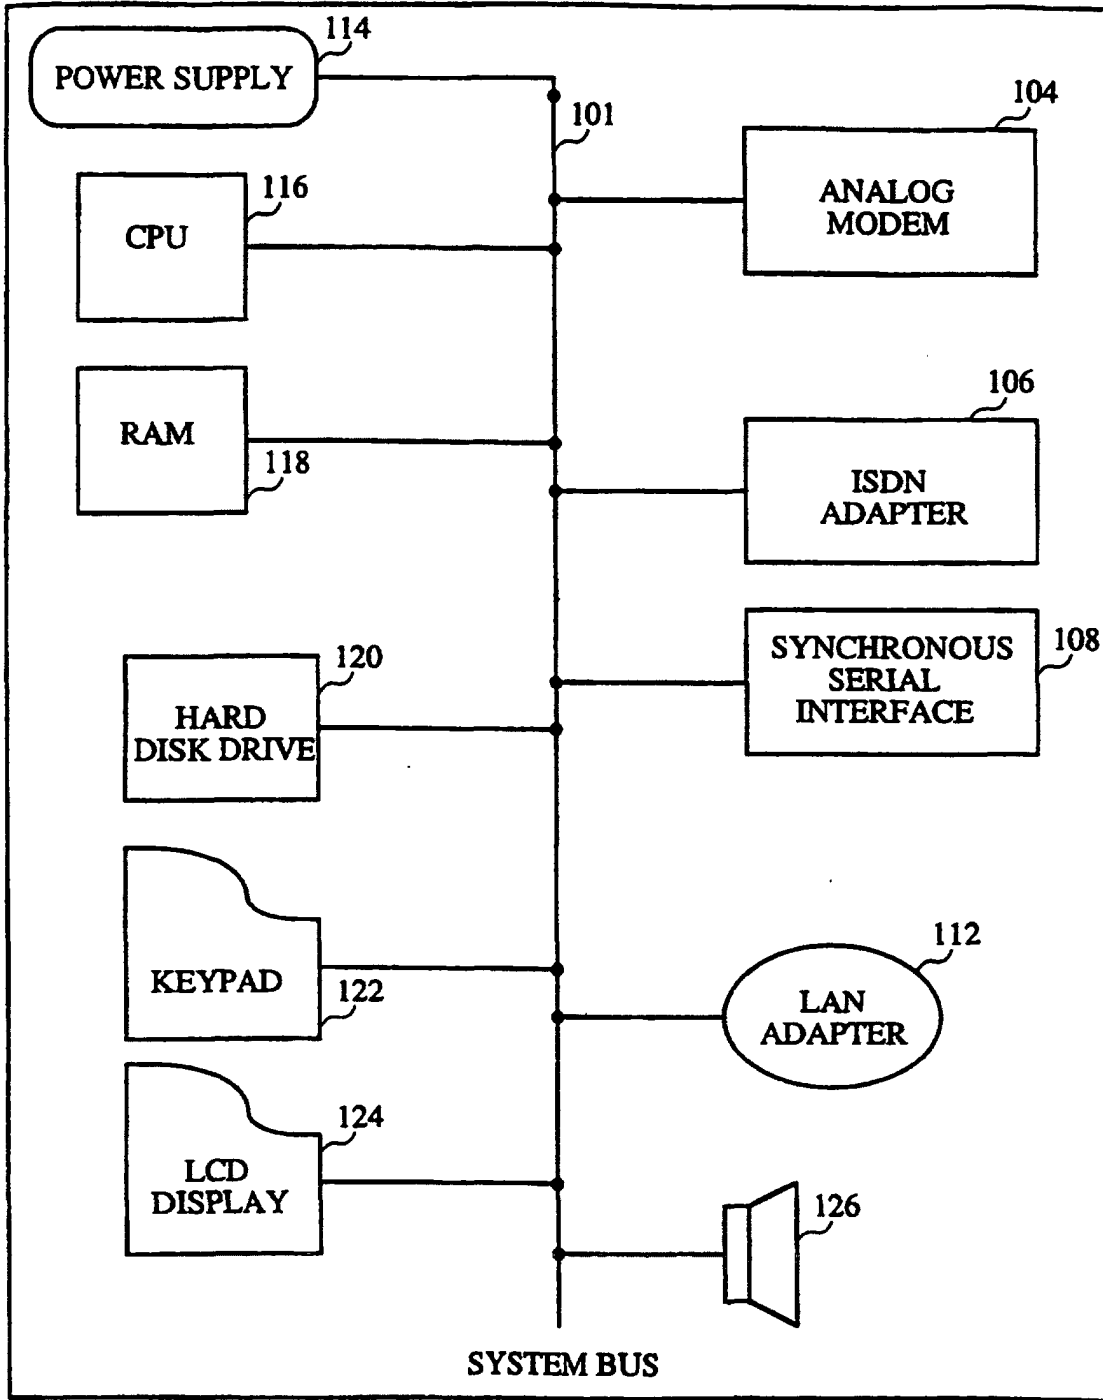 114
POWER SUPPLY
101
104
ANALOG
MODEM
116
CPU
RAM
118
106
ISDN
ADAPTER
SYNCHRONOUS
SERIAL
INTERFACE
108
120
HARD
DISK DRIVE
KEYPAD
122
112
LAN
ADAPTER
124
LCD
DISPLAY
126
SYSTEM BUS